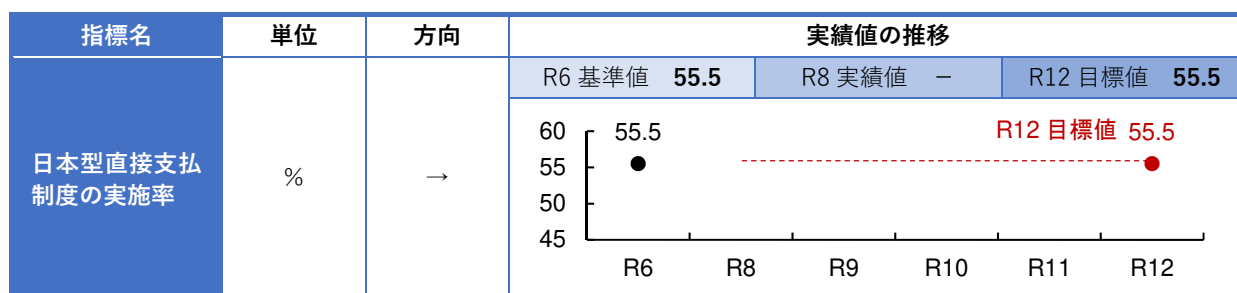 指標名 単位 方向 実績値の推移
R6 基準値 55.5 R8 実績値 － R12 目標値 55.5
日本型直接支払
制度の実施率
%
→
60
55
50
45
55.5
R12 目標値 55.5
R6 R8 R9 R10 R11 R12